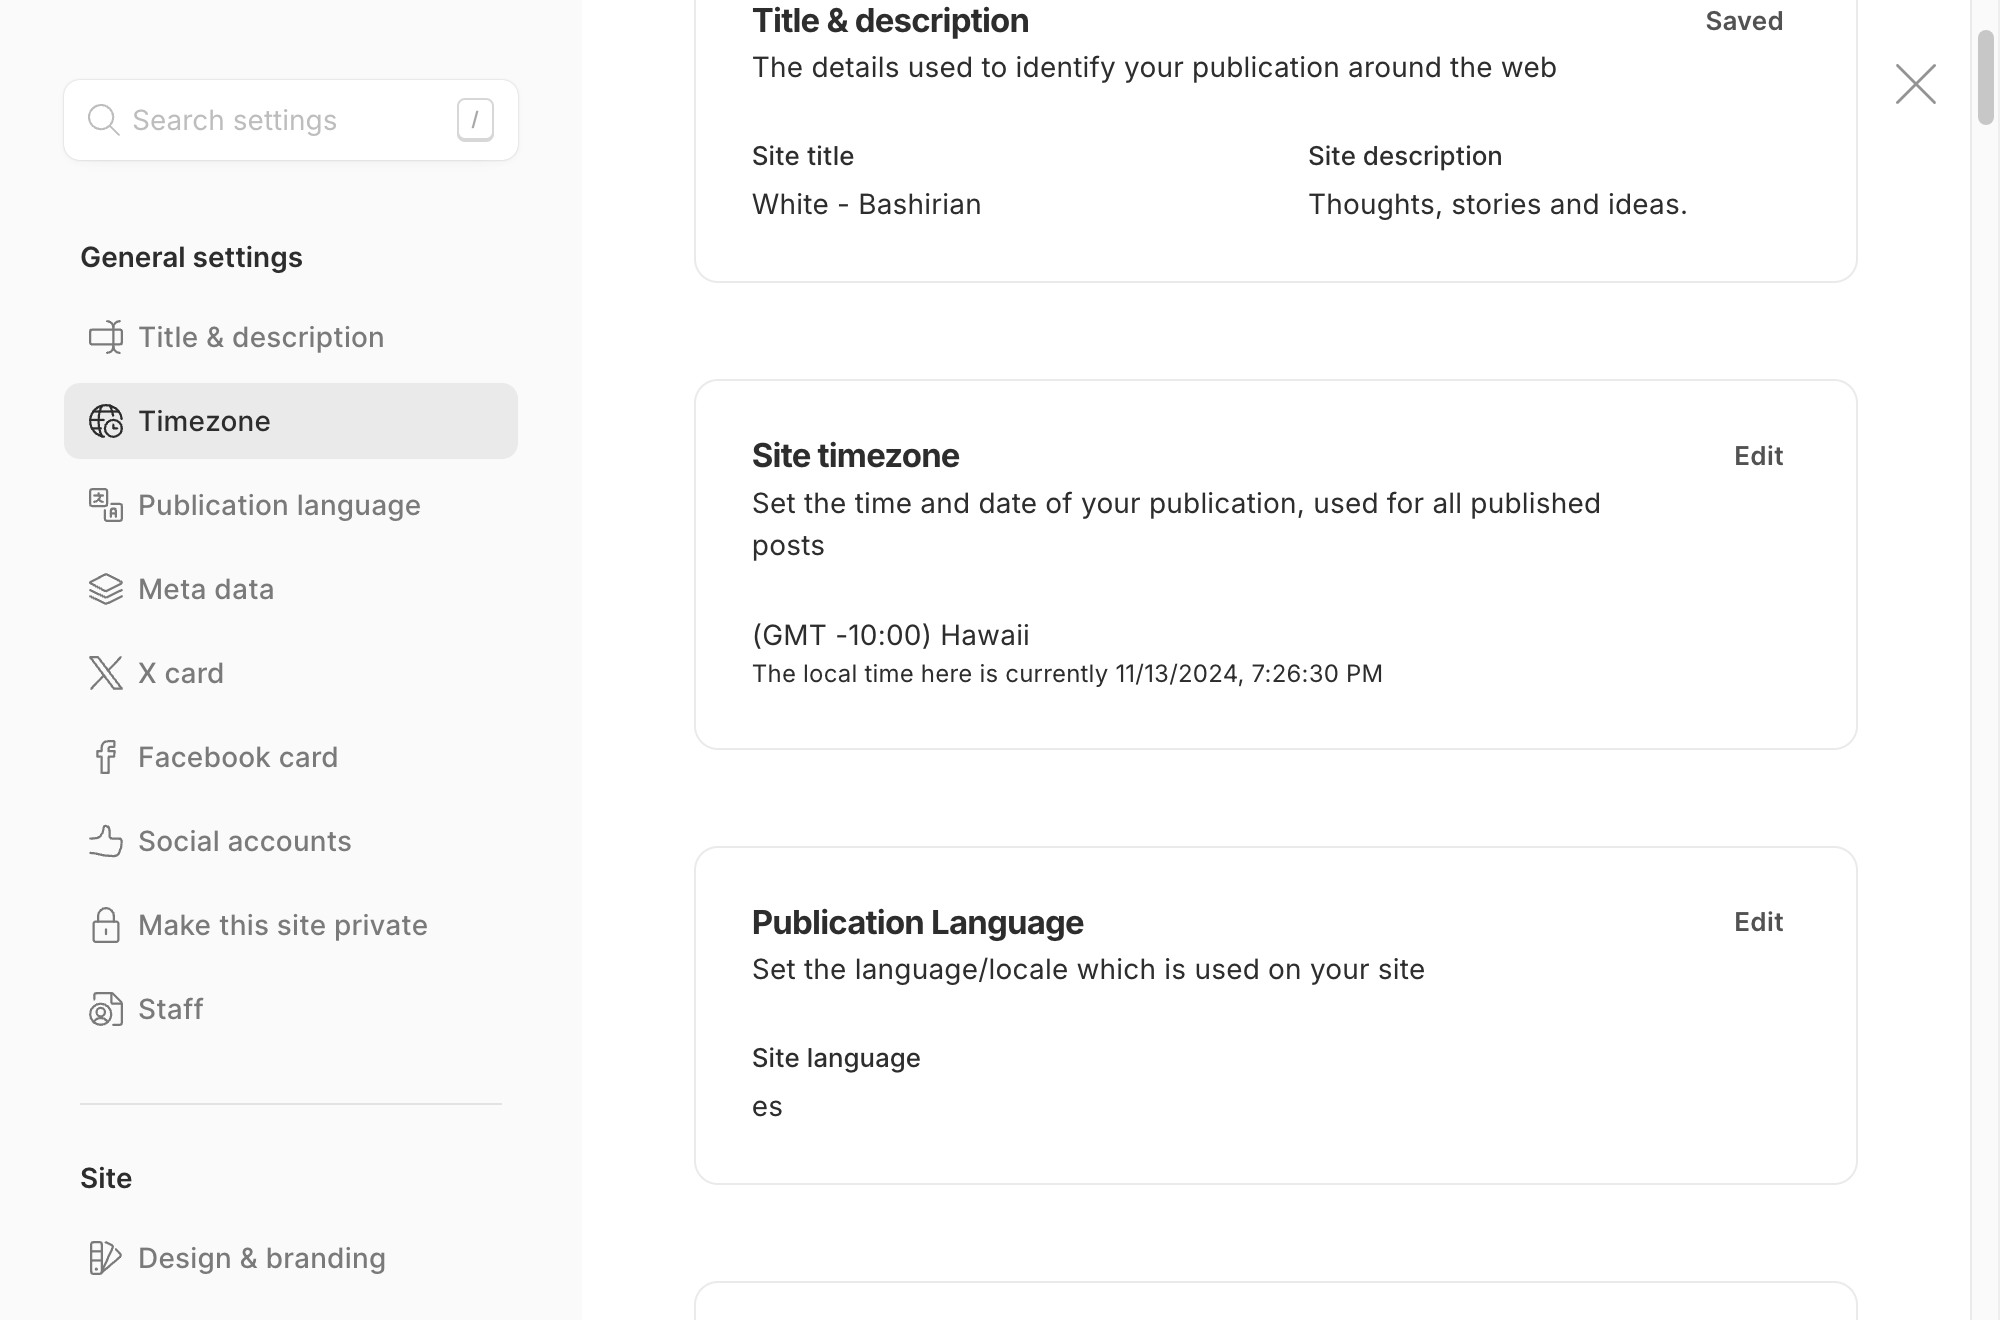 Search settings /
General settings
Title & description
Timezone
Publication language
Meta data
X card
Facebook card
Social accounts
Make this site private
Staff
Site
Design & branding
Title & description
Saved
The details used to identify your publication around the web
Site title
White - Bashirian
Site description
Thoughts, stories and ideas.
Site timezone
Edit
Set the time and date of your publication, used for all published
posts
(GMT -10:00) Hawaii
The local time here is currently 11/13/2024, 7:26:30 PM
Publication Language
Edit
Set the language/locale which is used on your site
Site language
es